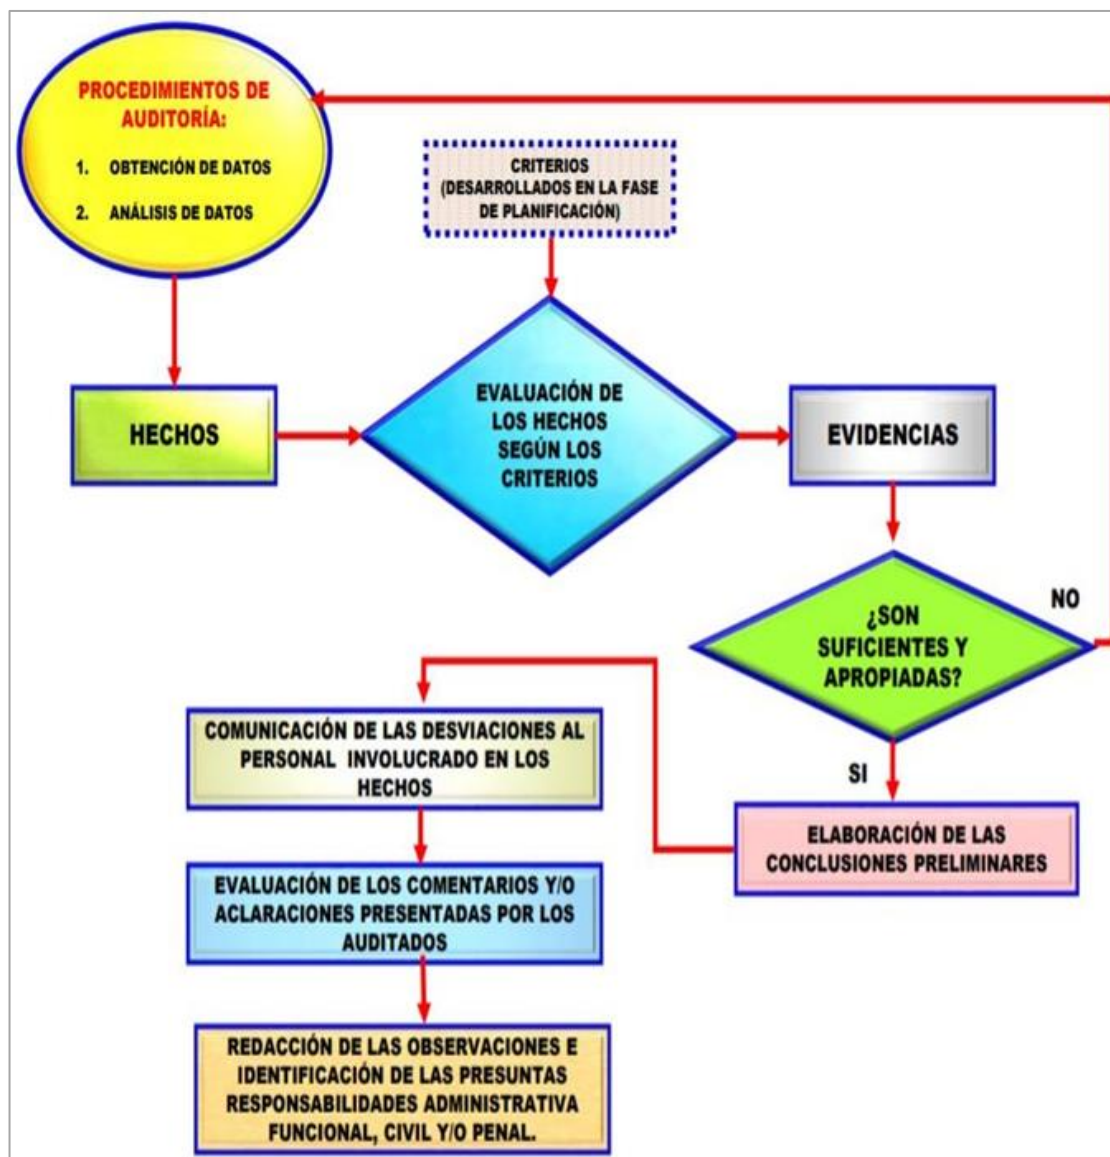 PROCEDIMIENTOS DE
AUDITORÍA:
1. OBTENCIÓN DE DATOS
2. ANÁLISIS DE DATOS
CRITERIOS
(DESARROLLADOS EN LA FASE
DE PLANIFICACIÓN)
HECHOS
EVALUACIÓN DE
LOS HECHOS
SEGÚN LOS
CRITERIOS
EVIDENCIAS
¿SON
SUFICIENTES Y
APROPIADAS?
NO
SI
ELABORACIÓN DE LAS
CONCLUSIONES PRELIMINARES
COMUNICACIÓN DE LAS DESVIACIONES AL
PERSONAL INVOLUCRADO EN LOS
HECHOS
EVALUACIÓN DE LOS COMENTARIOS Y/O
ACLARACIONES PRESENTADAS POR LOS
AUDITADOS
REDACCIÓN DE LAS OBSERVACIONES E
IDENTIFICACIÓN DE LAS PRESUNTAS
RESPONSABILIDADES ADMINISTRATIVA
FUNCIONAL, CIVIL Y/O PENAL.